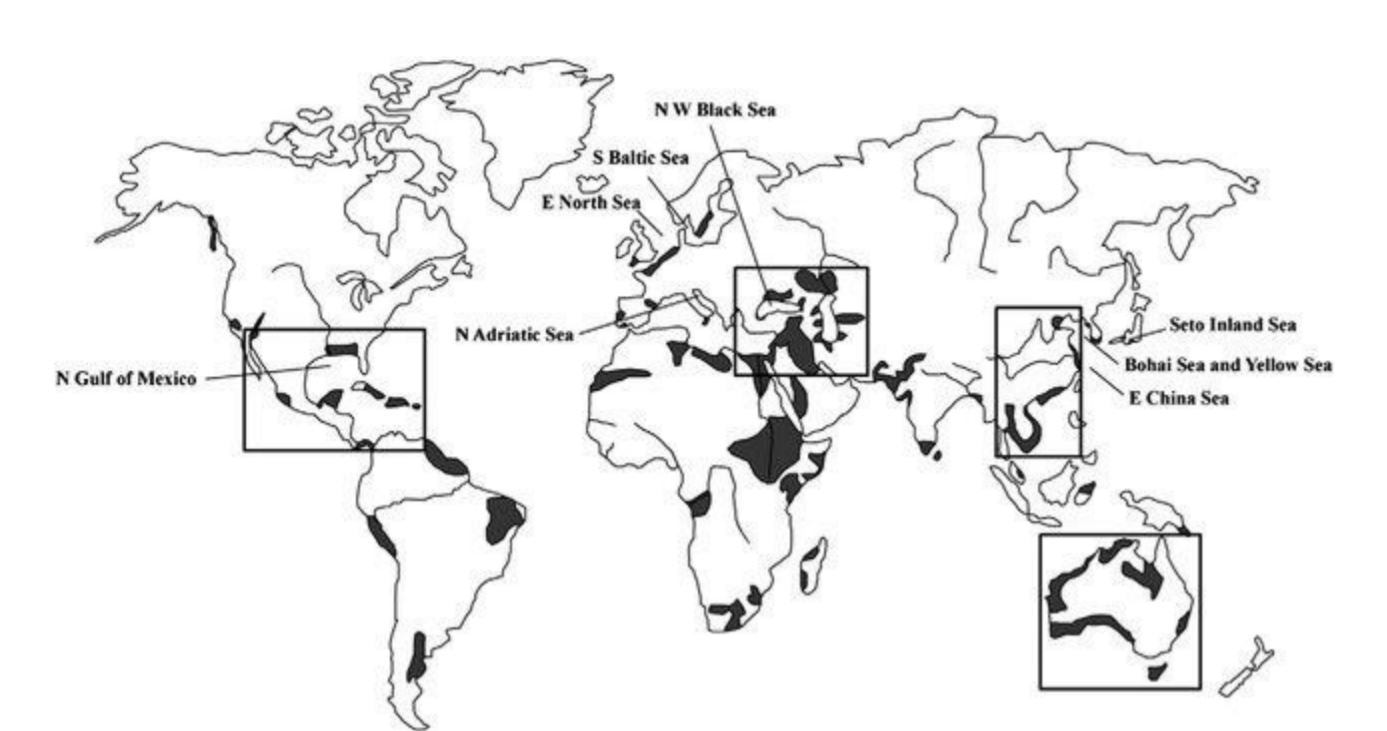 N W Black Sea
S Baltic Sea
E North Sea
N Adriatic Sea
Seto Inland Sea
Bohai Sea and Yellow Sea
N Gulf of Mexico
E China Sea